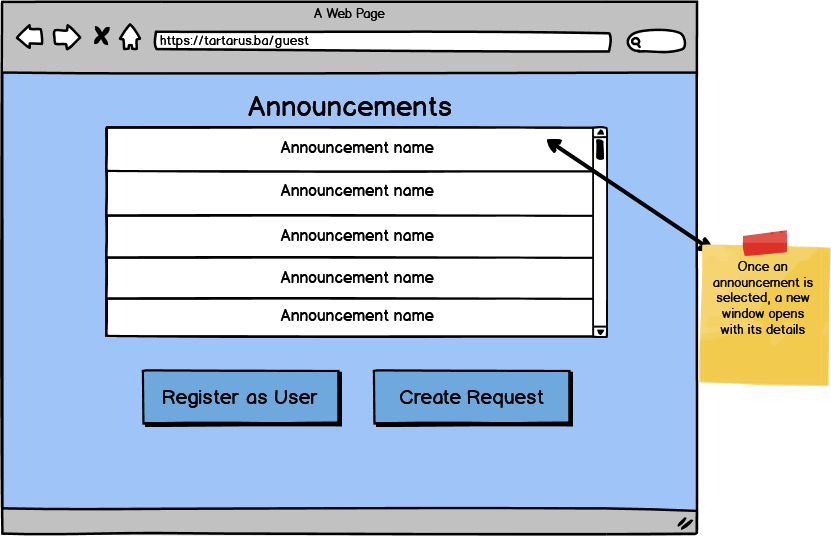 A Web Page
https://tartarus.ba/guest
Announcements
Announcement name
Announcement name
Announcement name
Announcement name
Announcement name
Register as User
Create Request
Once an
announcement is
selected, a new
window opens
with its details